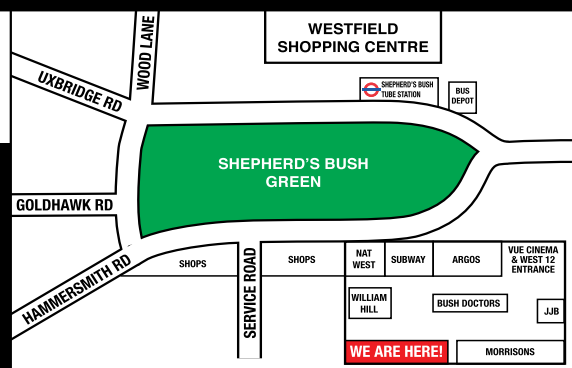 WESTFIELD
SHOPPING CENTRE
WOOD LANE
UXBRIDGE RD
SHEPHERD'S BUSH
TUBE STATION
BUS
DEPOT
SHEPHERD'S BUSH
GREEN
GOLDHAWK RD
HAMMERSMITH RD
SHOPS
SERVICE ROAD
SHOPS
NAT
WEST
SUBWAY
ARGOS
VUE CINEMA
& WEST 12
ENTRANCE
WILLIAM
HILL
BUSH DOCTORS
JJB
WE ARE HERE!
MORRISONS